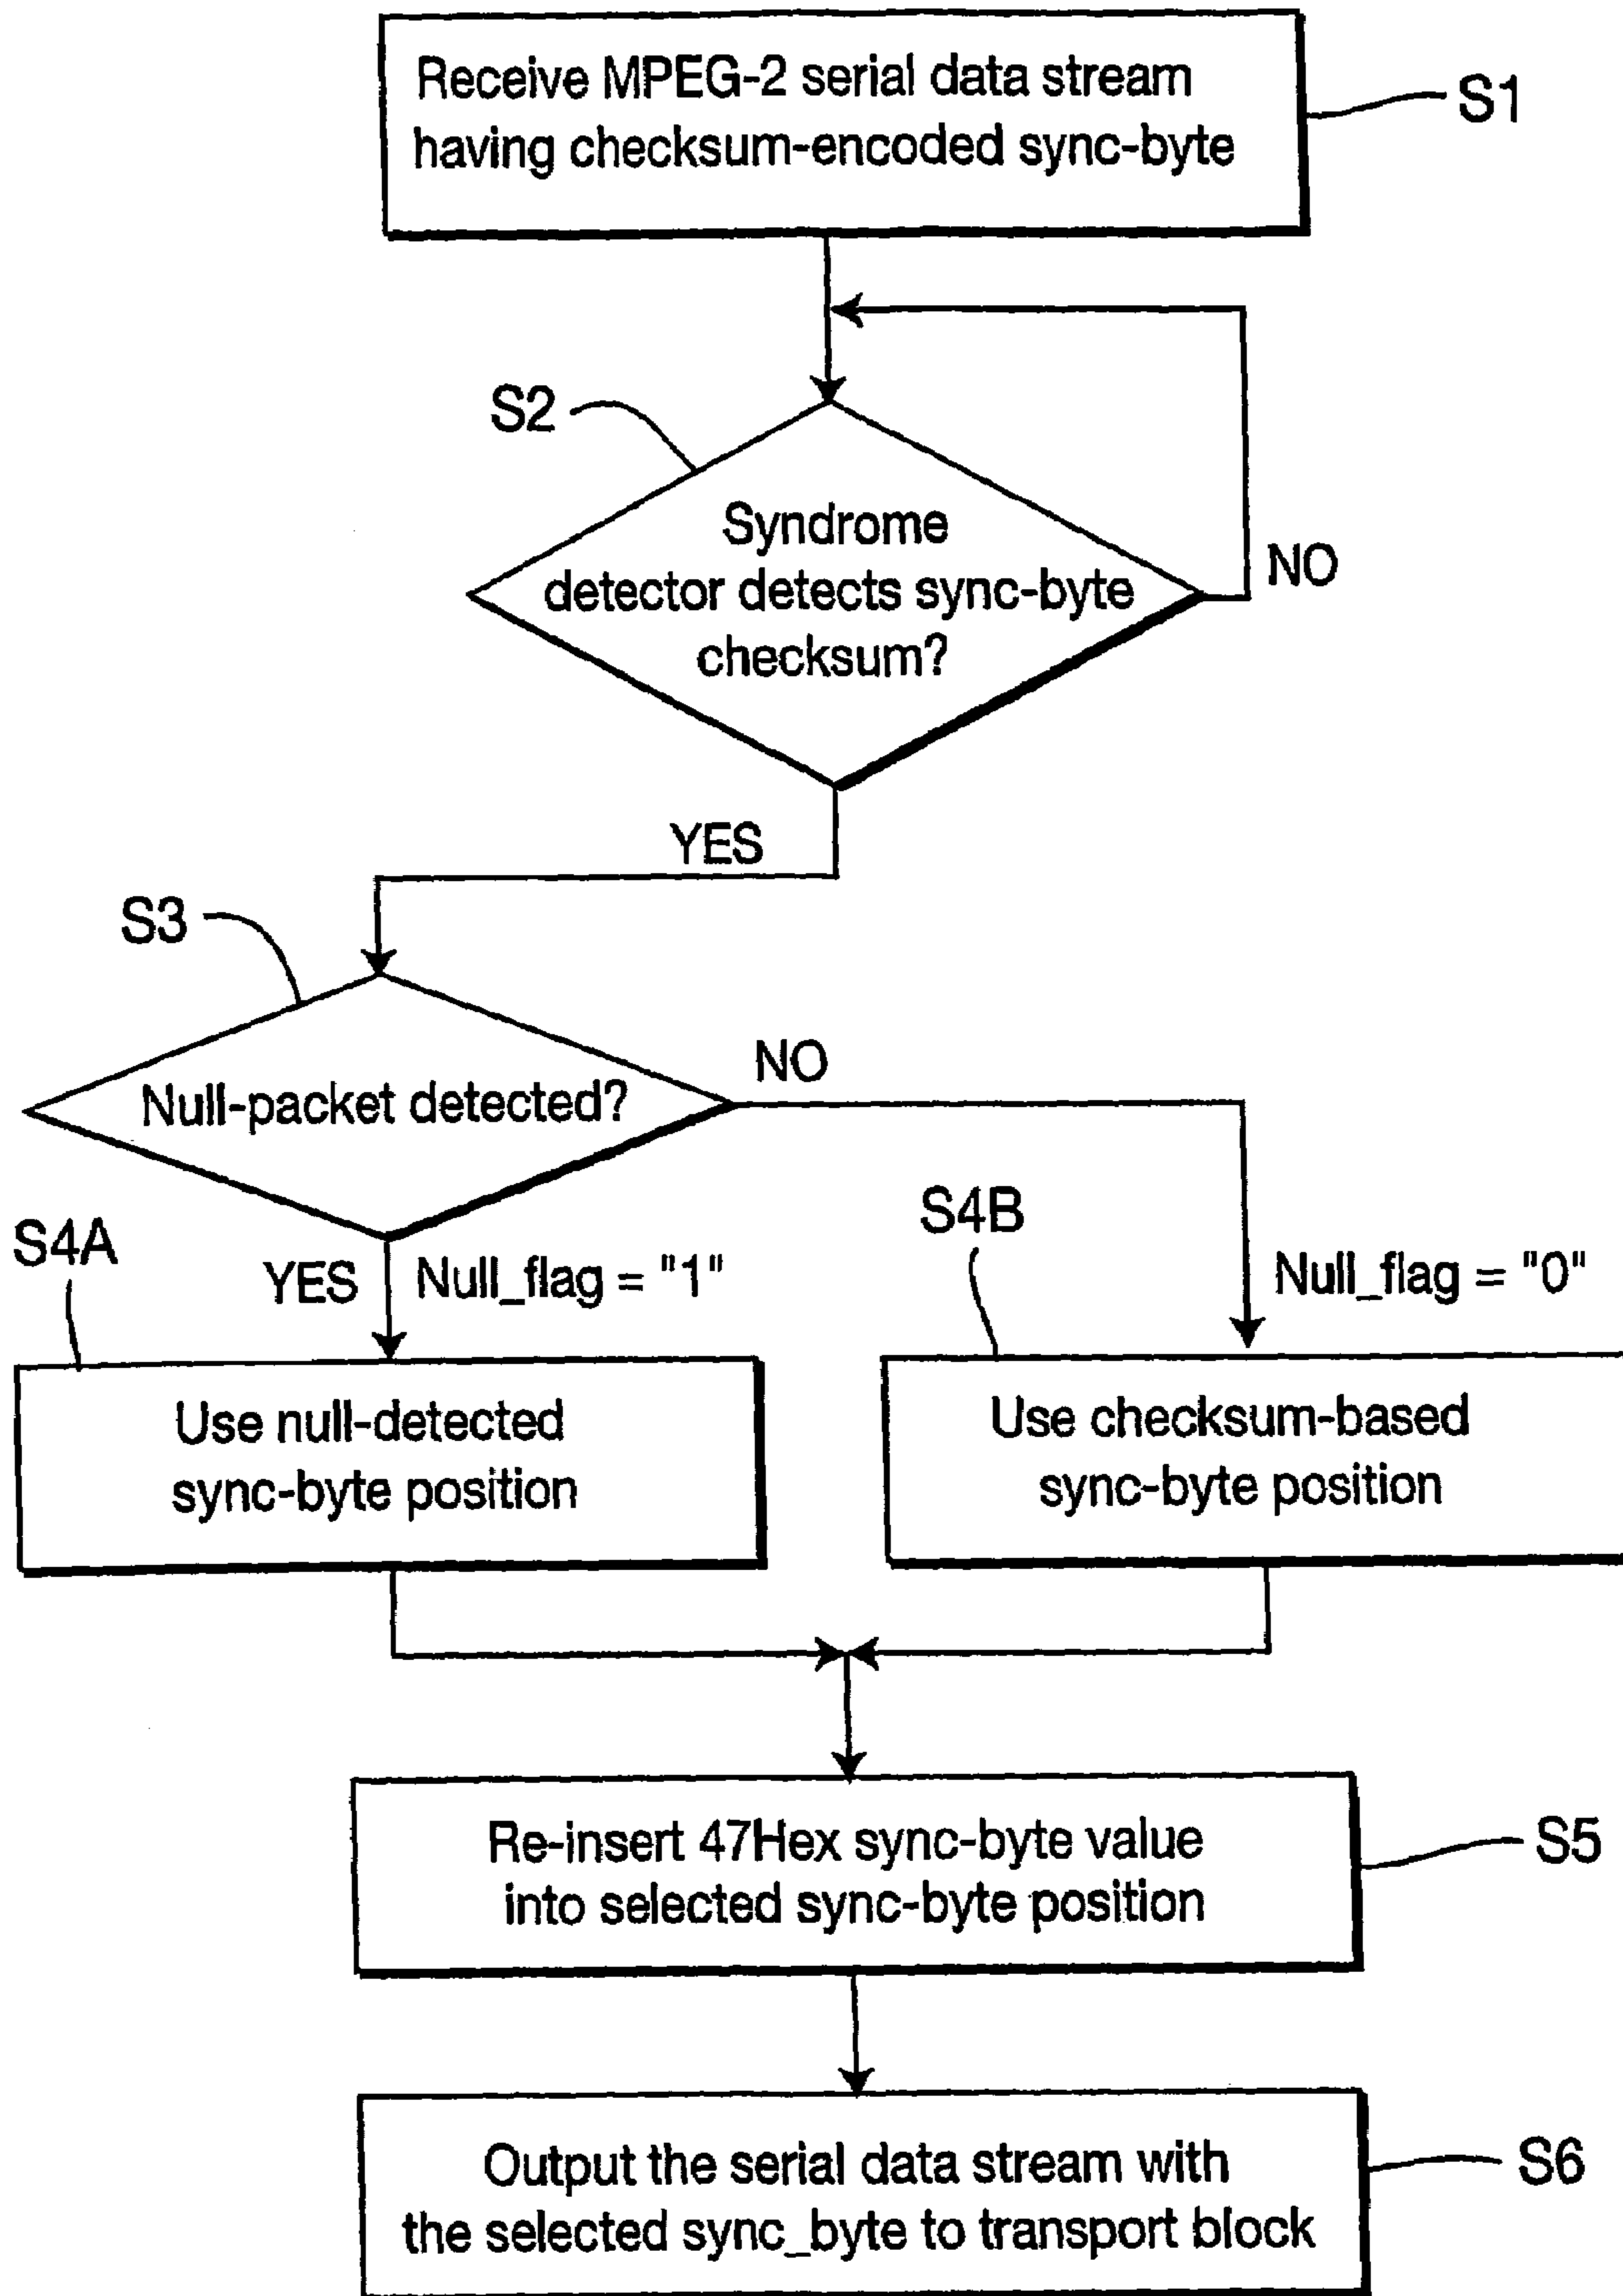 Receive MPEG-2 serial data stream
having checksum-encoded sync-byte
S1
S2
Syndrome
detector detects sync-byte
checksum?
NO
YES
S3
Null-packet detected?
NO
S4A
YES
Null_flag = "1"
S4B
Null_flag = "0"
Use null-detected
sync-byte position
Use checksum-based
sync-byte position
Re-insert 47Hex sync-byte value
into selected sync-byte position
S5
Output the serial data stream with
the selected sync_byte to transport block
S6